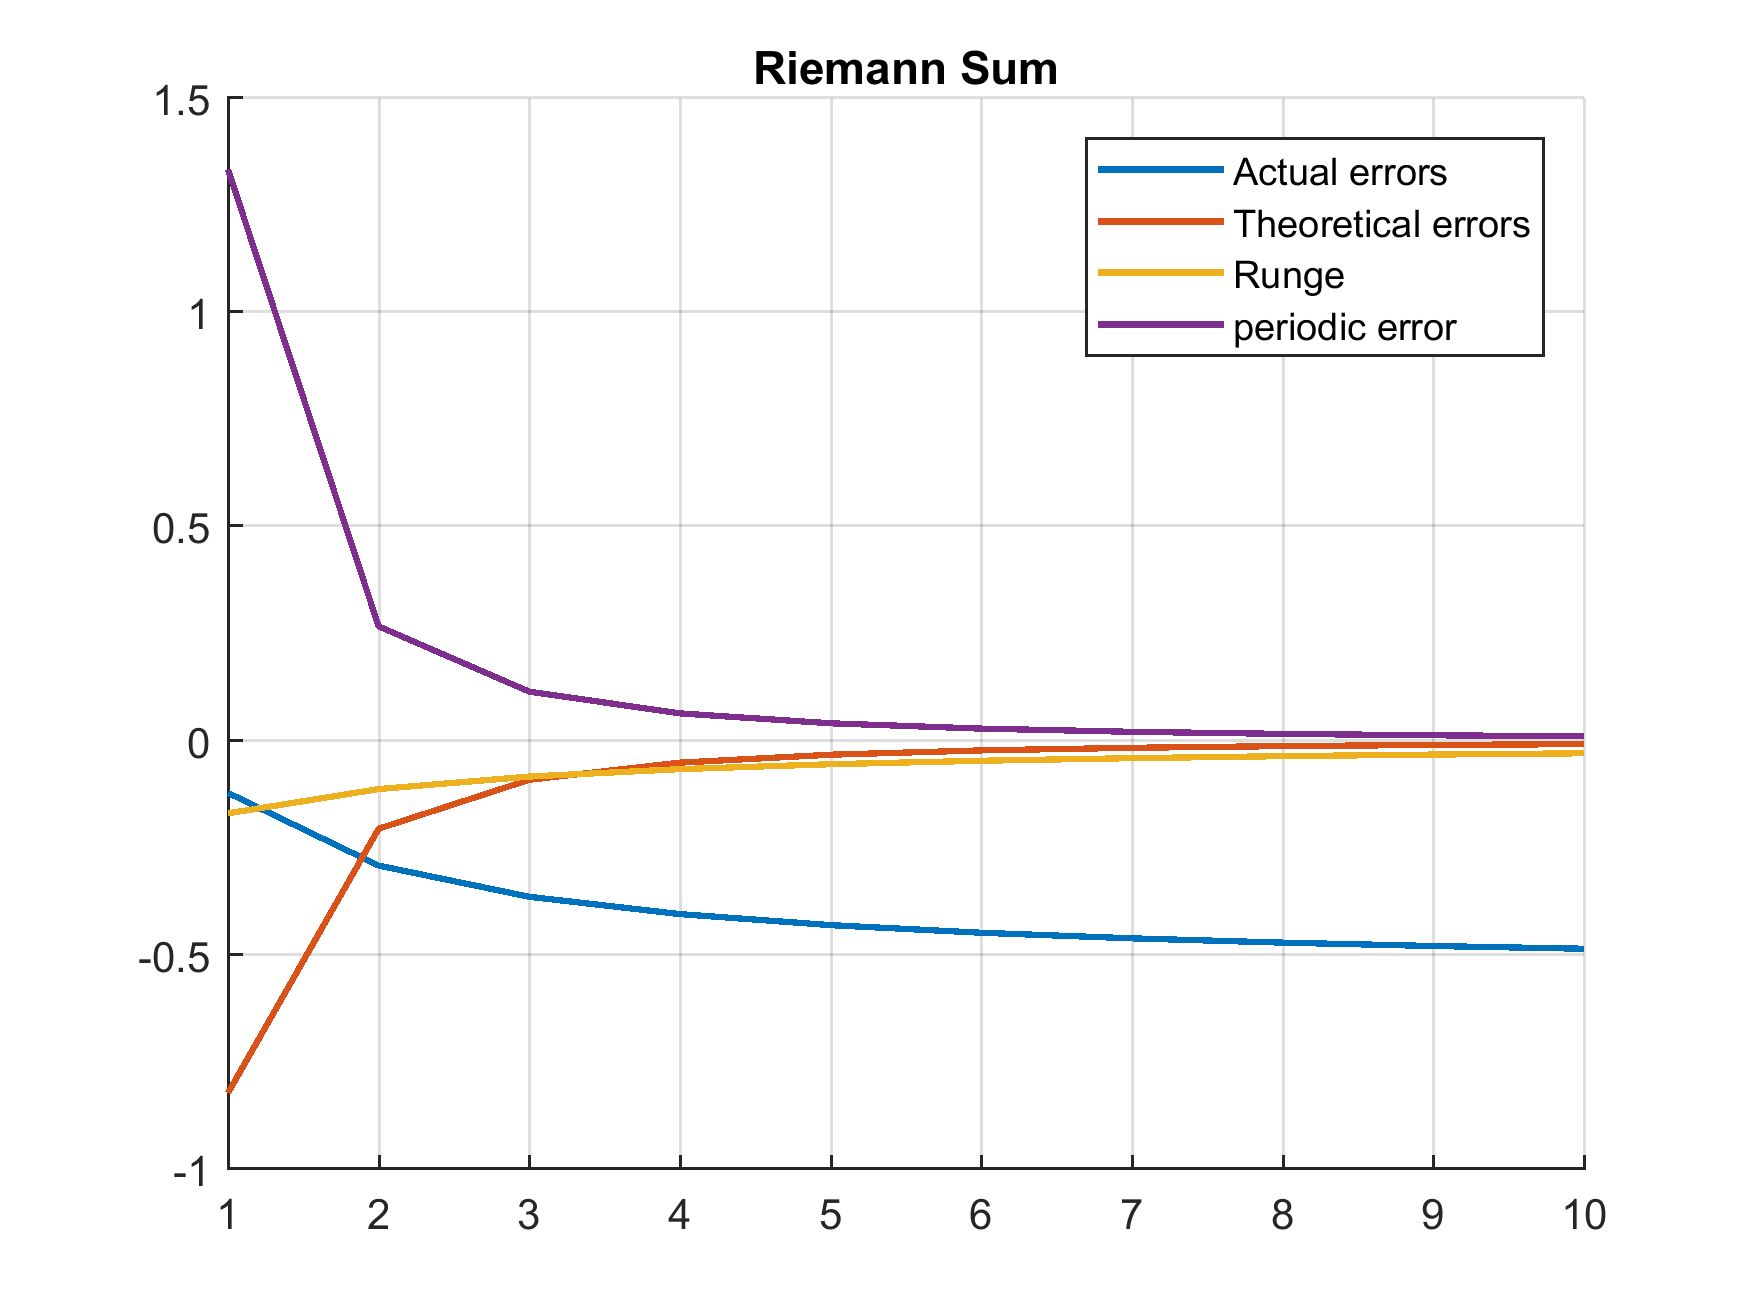 Riemann Sum
1.5
1
0.5
0
-0.5
-1
1 2 3 4 5 6 7 8 9 10
Actual errors
Theoretical errors
Runge
periodic error